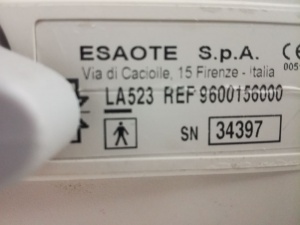 ESAOTE S.p.A.
Via di Caciolle, 15 Firenze - Italia
LA523 REF 9600156000
SN 34397